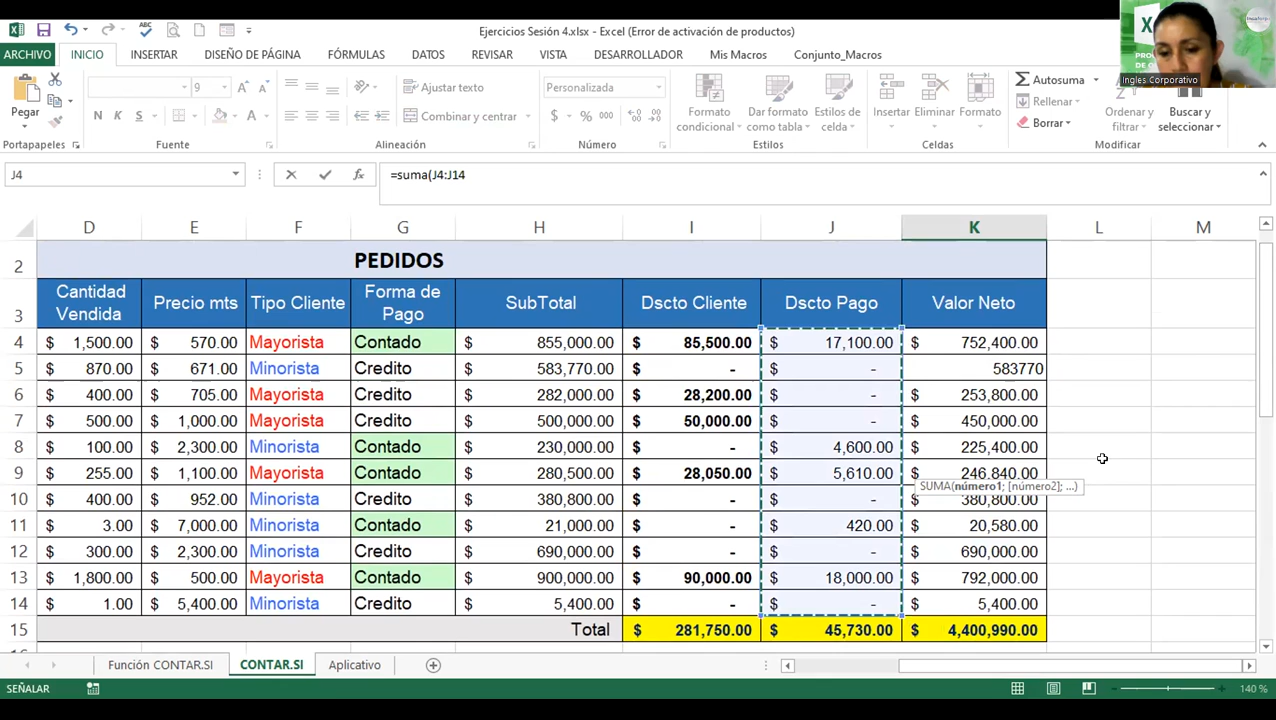 Ejercicios Sesión 4.xlsx - Excel (Error de activación de productos)
ARCHIVO INICIO INSERTAR DISEÑO DE PÁGINA FÓRMULAS DATOS REVISAR VISTA DESARROLLADOR Mis Macros Conjunto_Macros
Ingles Corporativo
9
Ajustar texto
Personalizada
Autosuma
Pegar
N K S
Combinar y centrar
$ % 000
Formato condicional
Dar formato como tabla
Estilos de celda
Insertar
Eliminar
Formato
Rellenar
Borrar
Ordenar y filtrar
Buscar y seleccionar
Portapapeles Fuente Alineación Número Estilos Celdas Modificar
J4 =suma(J4:J14
D E F G H I J K L M
2 PEDIDOS
3 Cantidad Vendida Precio mts Tipo Cliente Forma de Pago SubTotal Dscto Cliente Dscto Pago Valor Neto
4 $ 1,500.00 $ 570.00 Mayorista Contado $ 855,000.00 $ 85,500.00 $ 17,100.00 $ 752,400.00
5 $ 870.00 $ 671.00 Minorista Credito $ 583,770.00 $ - $ - 583770
6 $ 400.00 $ 705.00 Mayorista Credito $ 282,000.00 $ 28,200.00 $ - $ 253,800.00
7 $ 500.00 $ 1,000.00 Mayorista Credito $ 500,000.00 $ 50,000.00 $ - $ 450,000.00
8 $ 100.00 $ 2,300.00 Minorista Contado $ 230,000.00 $ - $ 4,600.00 $ 225,400.00
9 $ 255.00 $ 1,100.00 Mayorista Contado $ 280,500.00 $ 28,050.00 $ 5,610.00 $ 246,840.00
SUMA(número1; [número2]; ...)
10 $ 400.00 $ 952.00 Minorista Credito $ 380,800.00 $ - $ - $ 380,800.00
11 $ 3.00 $ 7,000.00 Minorista Contado $ 21,000.00 $ - $ 420.00 $ 20,580.00
12 $ 300.00 $ 2,300.00 Minorista Credito $ 690,000.00 $ - $ - $ 690,000.00
13 $ 1,800.00 $ 500.00 Mayorista Contado $ 900,000.00 $ 90,000.00 $ 18,000.00 $ 792,000.00
14 $ 1.00 $ 5,400.00 Minorista Credito $ 5,400.00 $ - $ - $ 5,400.00
15 Total $ 281,750.00 $ 45,730.00 $ 4,400,990.00
Función CONTAR.SI CONTAR.SI Aplicativo
SEÑALAR 140 %